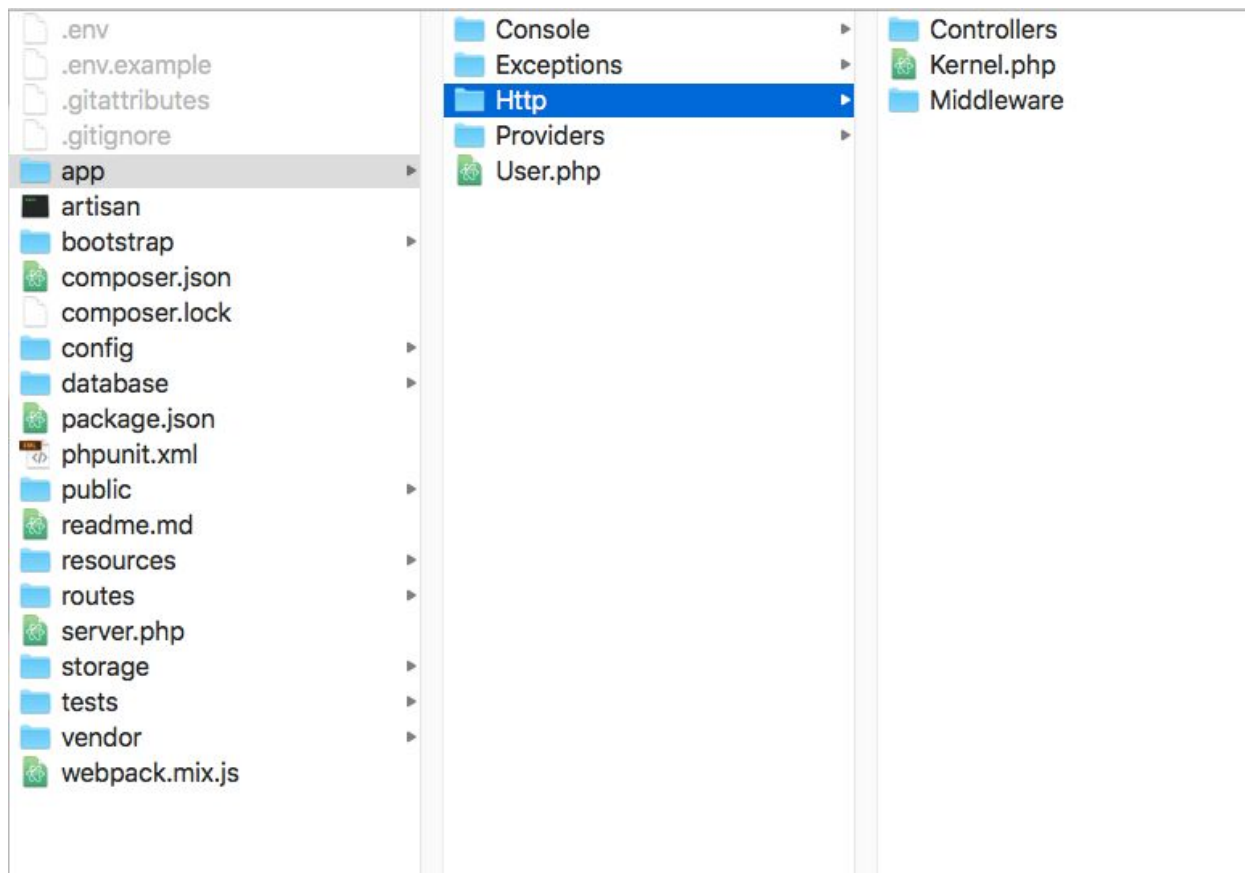 .env
.env.example
.gitattributes
.gitignore
app
artisan
bootstrap
composer.json
composer.lock
config
database
package.json
phpunit.xml
public
readme.md
resources
routes
server.php
storage
tests
vendor
webpack.mix.js
Console
Exceptions
Http
Providers
User.php
Controllers
Kernel.php
Middleware